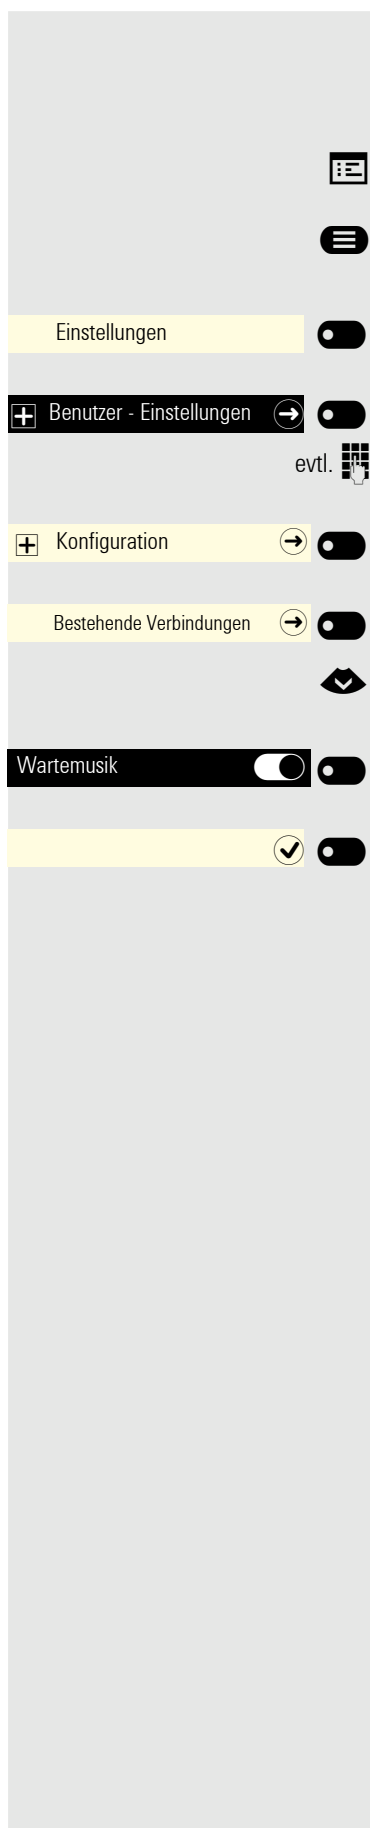 Einstellungen
Benutzer - Einstellungen
evtl.
Konfiguration
Bestehende Verbindungen
Wartemusik